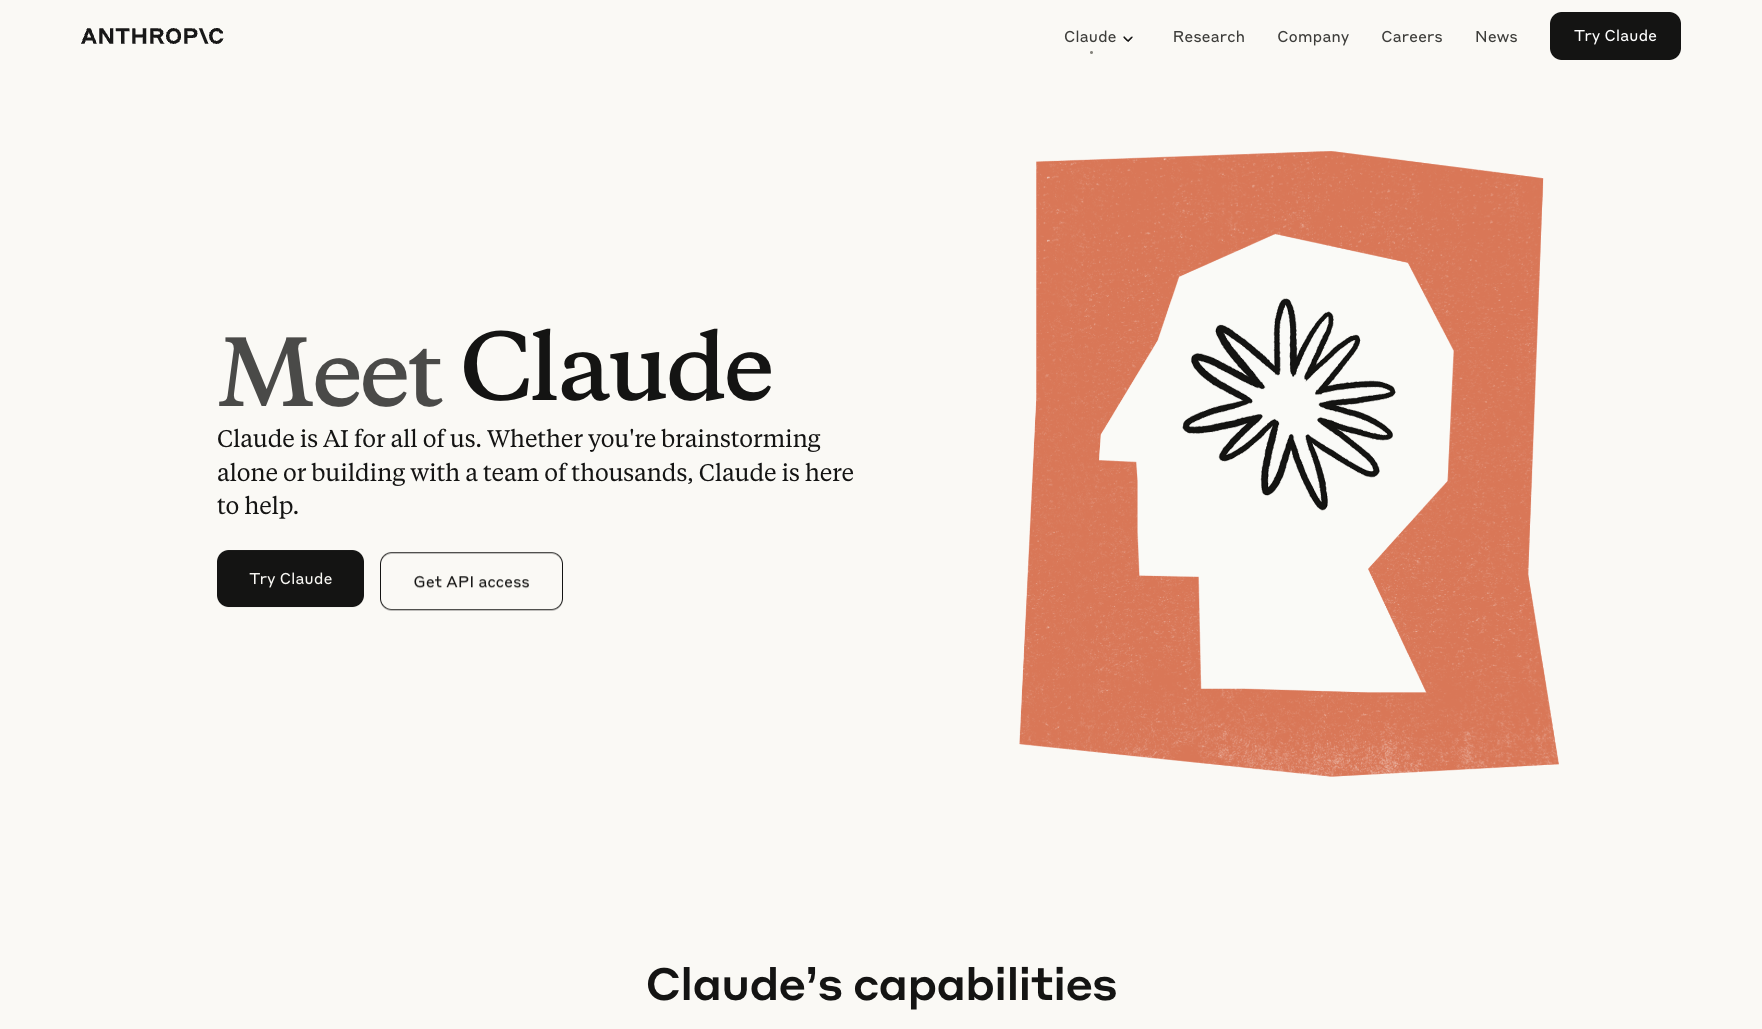 ANTHROP\C
Claude
Research
Company
Careers
News
Try Claude
Meet Claude
Claude is AI for all of us. Whether you're brainstorming
alone or building with a team of thousands, Claude is here
to help.
Try Claude
Get API access
Claude’s capabilities